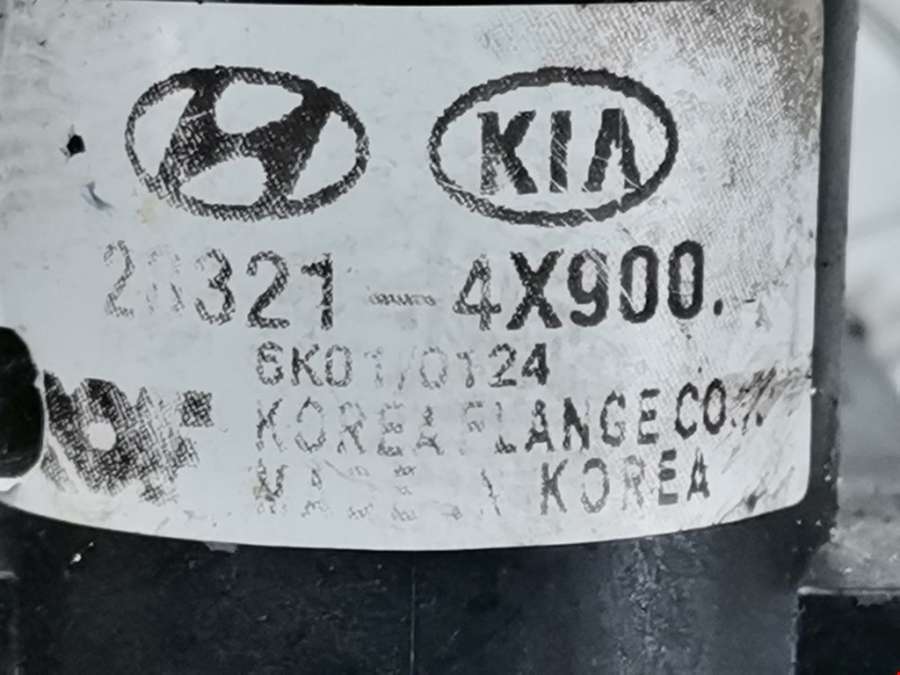 KIA
28321-4X900
6K01/0124
KOREA FLANGE CO.
KOREA